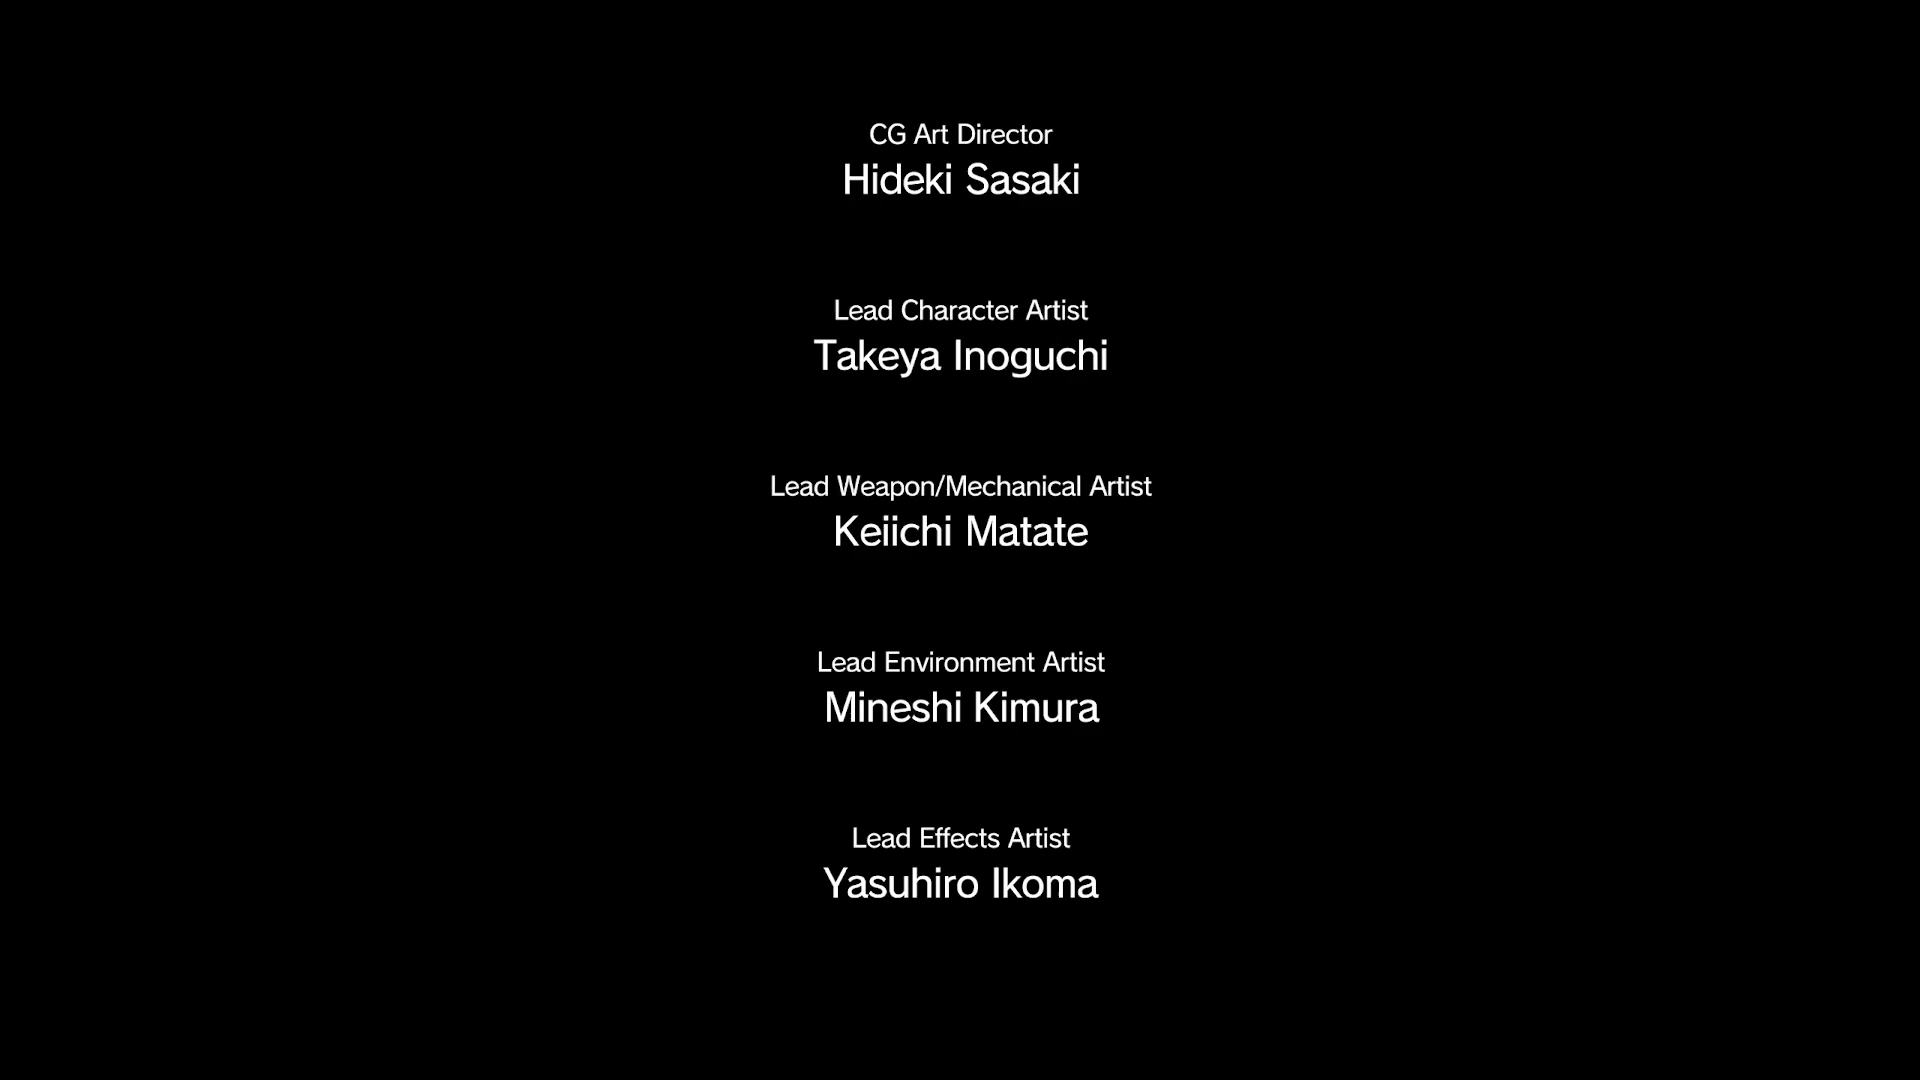 CG Art Director
Hideki Sasaki
Lead Character Artist
Takeya Inoguchi
Lead Weapon/Mechanical Artist
Keiichi Matate
Lead Environment Artist
Mineshi Kimura
Lead Effects Artist
Yasuhiro Ikoma